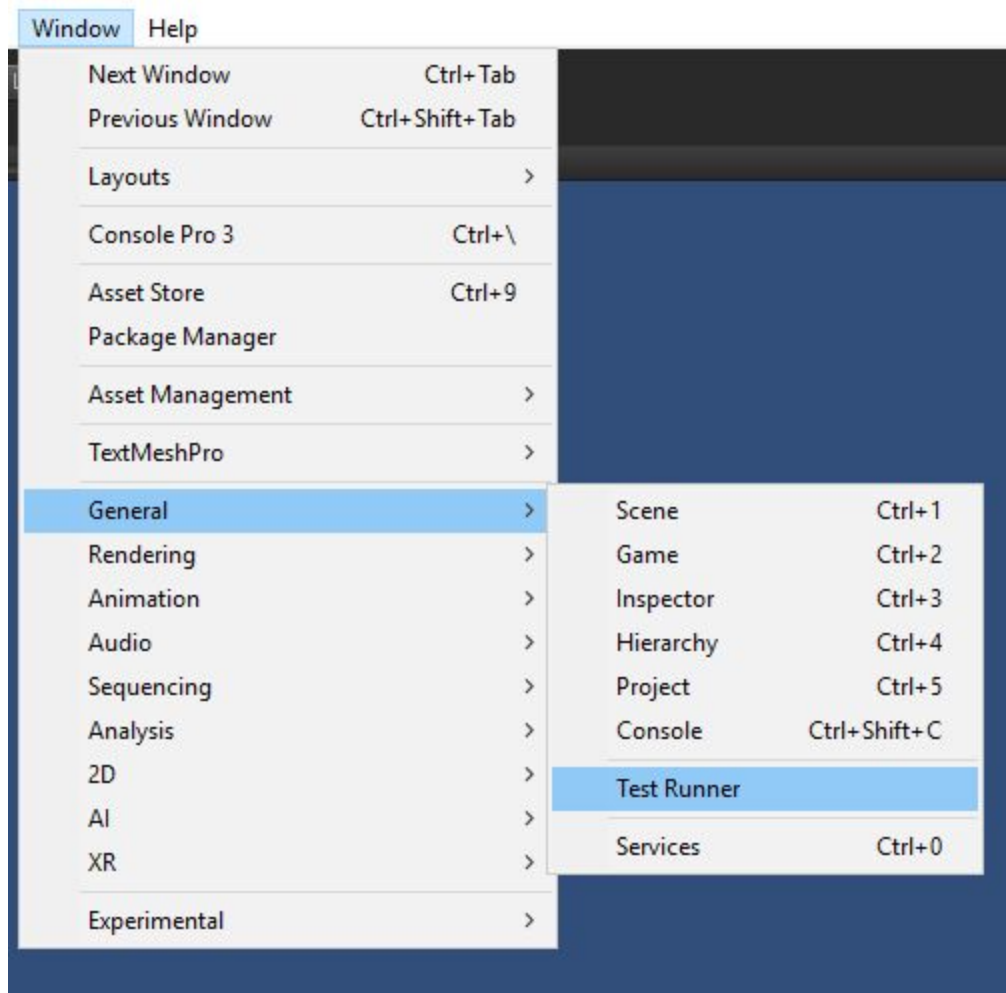 Window Help
Next Window Ctrl+Tab
Previous Window Ctrl+Shift+Tab
Layouts
Console Pro 3 Ctrl+\
Asset Store Ctrl+9
Package Manager
Asset Management
TextMeshPro
General
Rendering
Animation
Audio
Sequencing
Analysis
2D
AI
XR
Experimental
Scene Ctrl+1
Game Ctrl+2
Inspector Ctrl+3
Hierarchy Ctrl+4
Project Ctrl+5
Console Ctrl+Shift+C
Test Runner
Services Ctrl+0